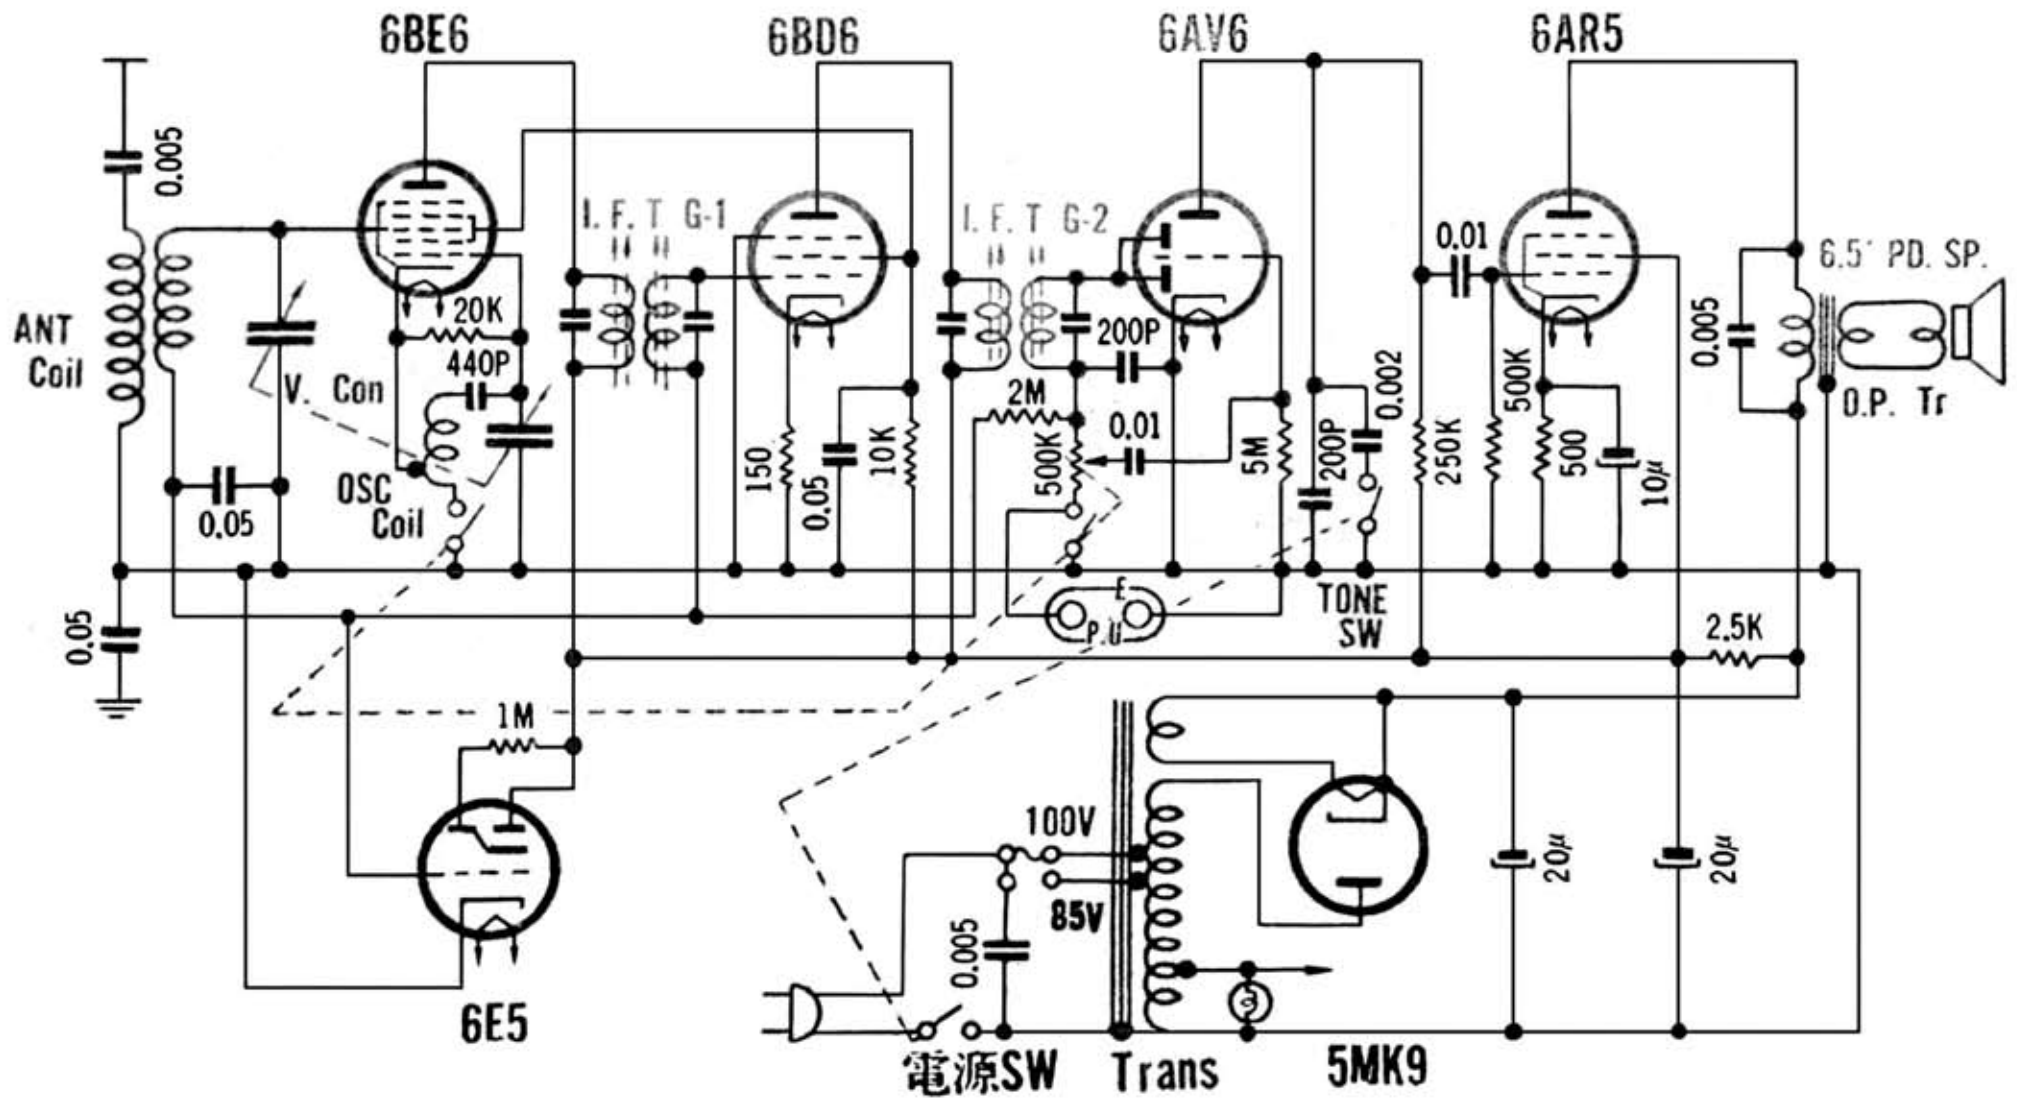 6BE6
6BD6
6AV6
6AR5
0.005
I. F. T G-1
I. F. T G-2
0.01
6.5" PD. SP.
ANT
Coil
20K
440P
V. Con
200P
0.002
0.005
O.P. Tr
2M
0.01
500K
150
0.05
10K
500K
5M
200P
250K
500
10μ
OSC
Coil
0.05
0.05
E
P.U
TONE
SW
2.5K
1M
100V
85V
0.005
20μ
20μ
6E5
電源SW
Trans
5MK9